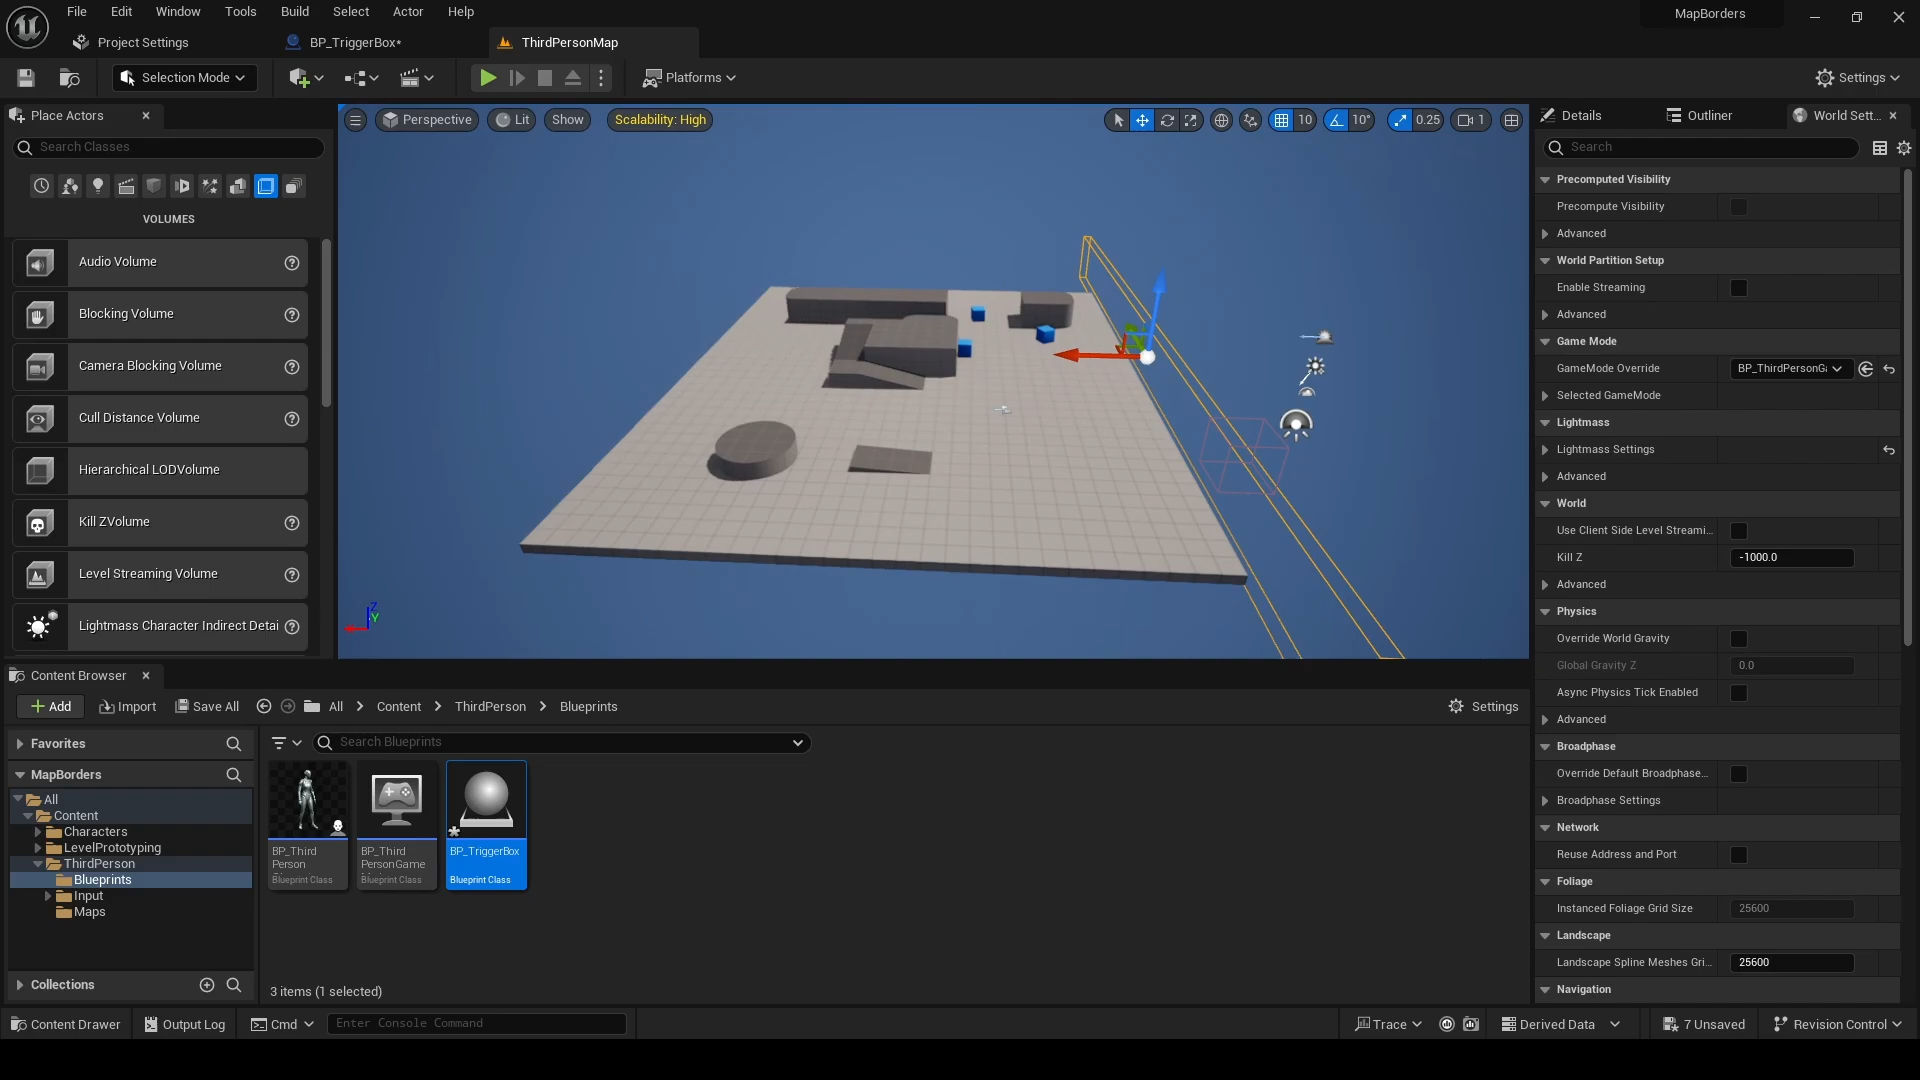 File Edit Window Tools Build Select Actor Help
MapBorders
Project Settings
BP_TriggerBox*
ThirdPersonMap
Selection Mode
Platforms
Settings
Place Actors
Search Classes
VOLUMES
Audio Volume
Blocking Volume
Camera Blocking Volume
Cull Distance Volume
Hierarchical LODVolume
Kill ZVolume
Level Streaming Volume
Lightmass Character Indirect Detai
Perspective
Lit
Show
Scalability: High
10
10°
0.25
1
Z
Y
Details
Outliner
World Sett...
Search
Precomputed Visibility
Precompute Visibility
Advanced
World Partition Setup
Enable Streaming
Advanced
Game Mode
GameMode Override
BP_ThirdPersonGa
Selected GameMode
Lightmass
Lightmass Settings
Advanced
World
Use Client Side Level Streami...
Kill Z
-1000.0
Advanced
Physics
Override World Gravity
Global Gravity Z
0.0
Async Physics Tick Enabled
Advanced
Broadphase
Override Default Broadphase...
Broadphase Settings
Network
Reuse Address and Port
Foliage
Instanced Foliage Grid Size
25600
Landscape
Landscape Spline Meshes Gri...
25600
Navigation
Content Browser
Add
Import
Save All
All
Content
ThirdPerson
Blueprints
Settings
Favorites
MapBorders
All
Content
Characters
LevelPrototyping
ThirdPerson
Blueprints
Input
Maps
Collections
Search Blueprints
BP_Third
Person
Blueprint Class
BP_Third
PersonGame
Blueprint Class
BP_TriggerBox
Blueprint Class
3 items (1 selected)
Content Drawer
Output Log
Cmd
Enter Console Command
Trace
Derived Data
7 Unsaved
Revision Control